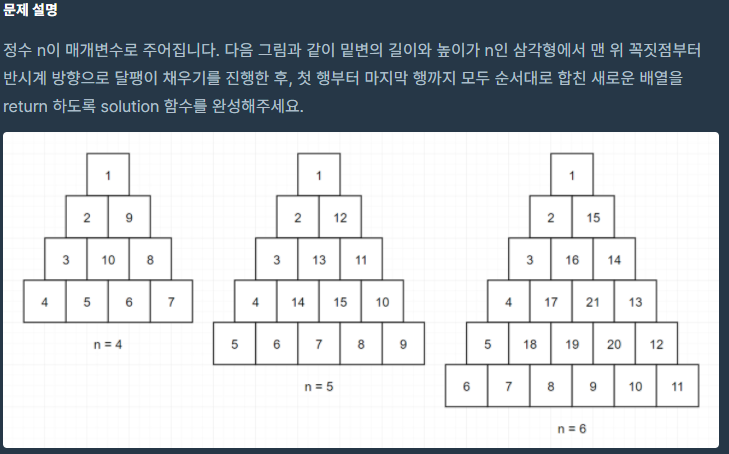 문제 설명
정수 n이 매개변수로 주어집니다. 다음 그림과 같이 밑변의 길이와 높이가 n인 삼각형에서 맨 위 꼭짓점부터
반시계 방향으로 달팽이 채우기를 진행한 후, 첫 행부터 마지막 행까지 모두 순서대로 합친 새로운 배열을
return 하도록 solution 함수를 완성해주세요.
1
2 9
3 10 8
4 5 6 7
n = 4
1
2 12
3 13 11
4 14 15 10
5 6 7 8 9
n = 5
1
2 15
3 16 14
4 17 21 13
5 18 19 20 12
6 7 8 9 10 11
n = 6